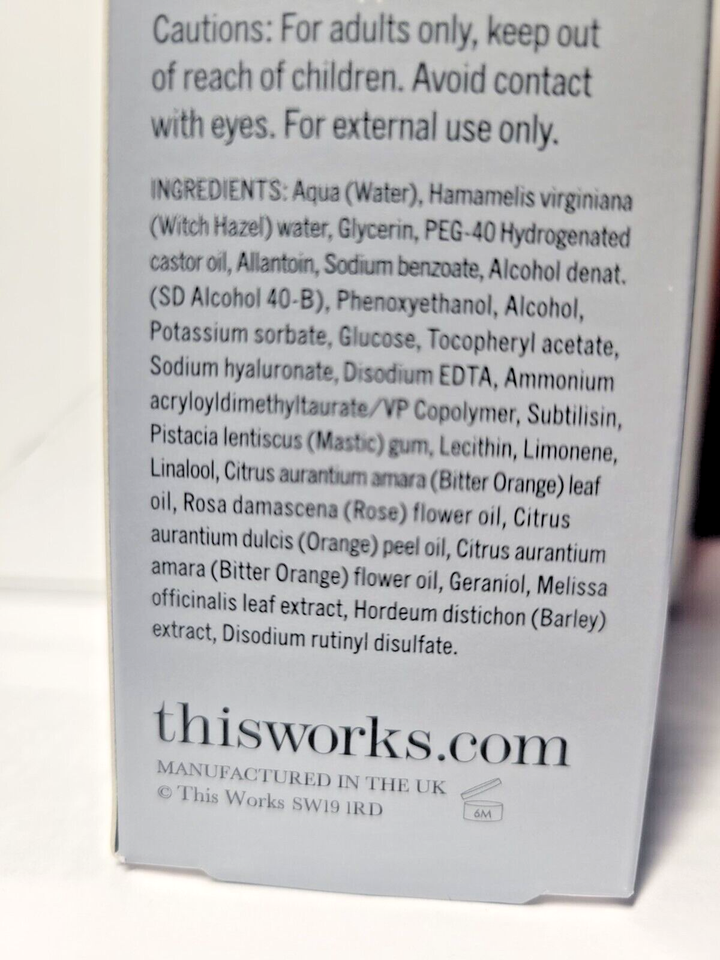 Cautions: For adults only, keep out
of reach of children. Avoid contact
with eyes. For external use only.
INGREDIENTS: Aqua (Water), Hamamelis virginiana
(Witch Hazel) water, Glycerin, PEG-40 Hydrogenated
castor oil, Allantoin, Sodium benzoate, Alcohol denat.
(SD Alcohol 40-B), Phenoxyethanol, Alcohol,
Potassium sorbate, Glucose, Tocopheryl acetate,
Sodium hyaluronate, Disodium EDTA, Ammonium
acryloyldimethyltaurate/VP Copolymer, Subtilisin,
Pistacia lentiscus (Mastic) gum, Lecithin, Limonene,
Linalool, Citrus aurantium amara (Bitter Orange) leaf
oil, Rosa damascena (Rose) flower oil, Citrus
aurantium dulcis (Orange) peel oil, Citrus aurantium
amara (Bitter Orange) flower oil, Geraniol, Melissa
officinalis leaf extract, Hordeum distichon (Barley)
extract, Disodium rutinyl disulfate.
thisworks.com
MANUFACTURED IN THE UK
© This Works SW19 1RD
6M